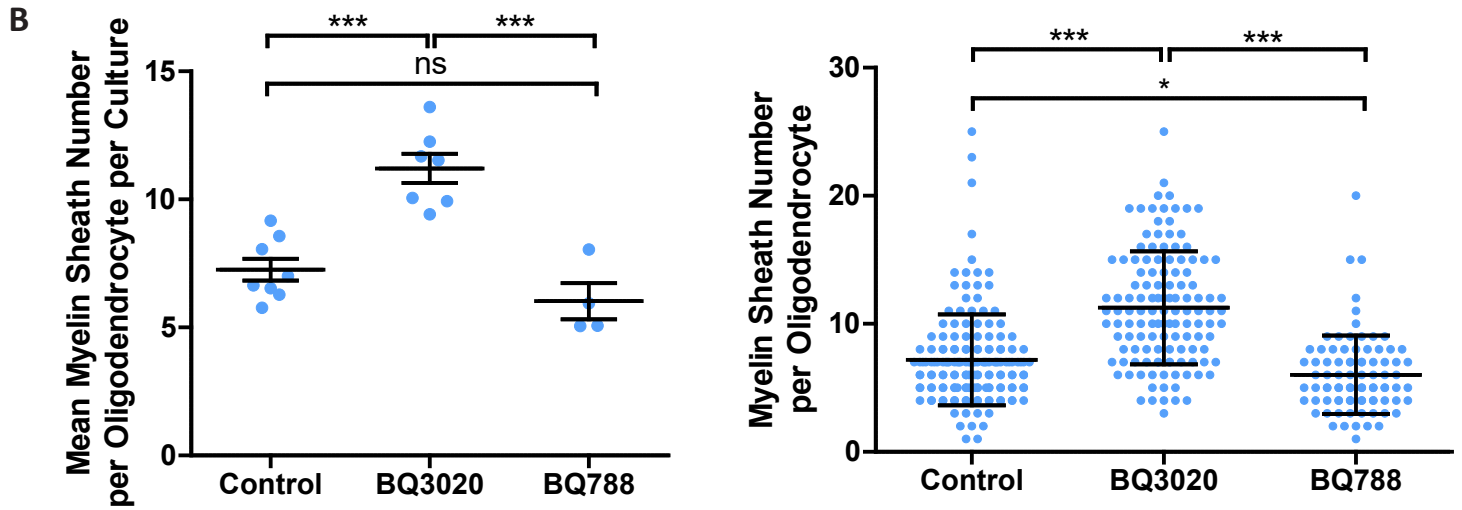 B
Mean Myelin Sheath Number
per Oligodendrocyte per Culture
***
***
ns
15
10
5
0
Control
BQ3020
BQ788
Myelin Sheath Number
per Oligodendrocyte
***
***
*
30
20
10
0
Control
BQ3020
BQ788